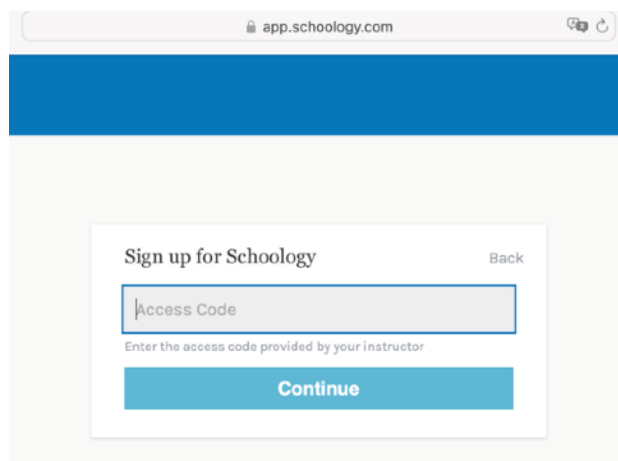 app.schoology.com
Sign up for Schoology
Back
Access Code
Enter the access code provided by your instructor
Continue